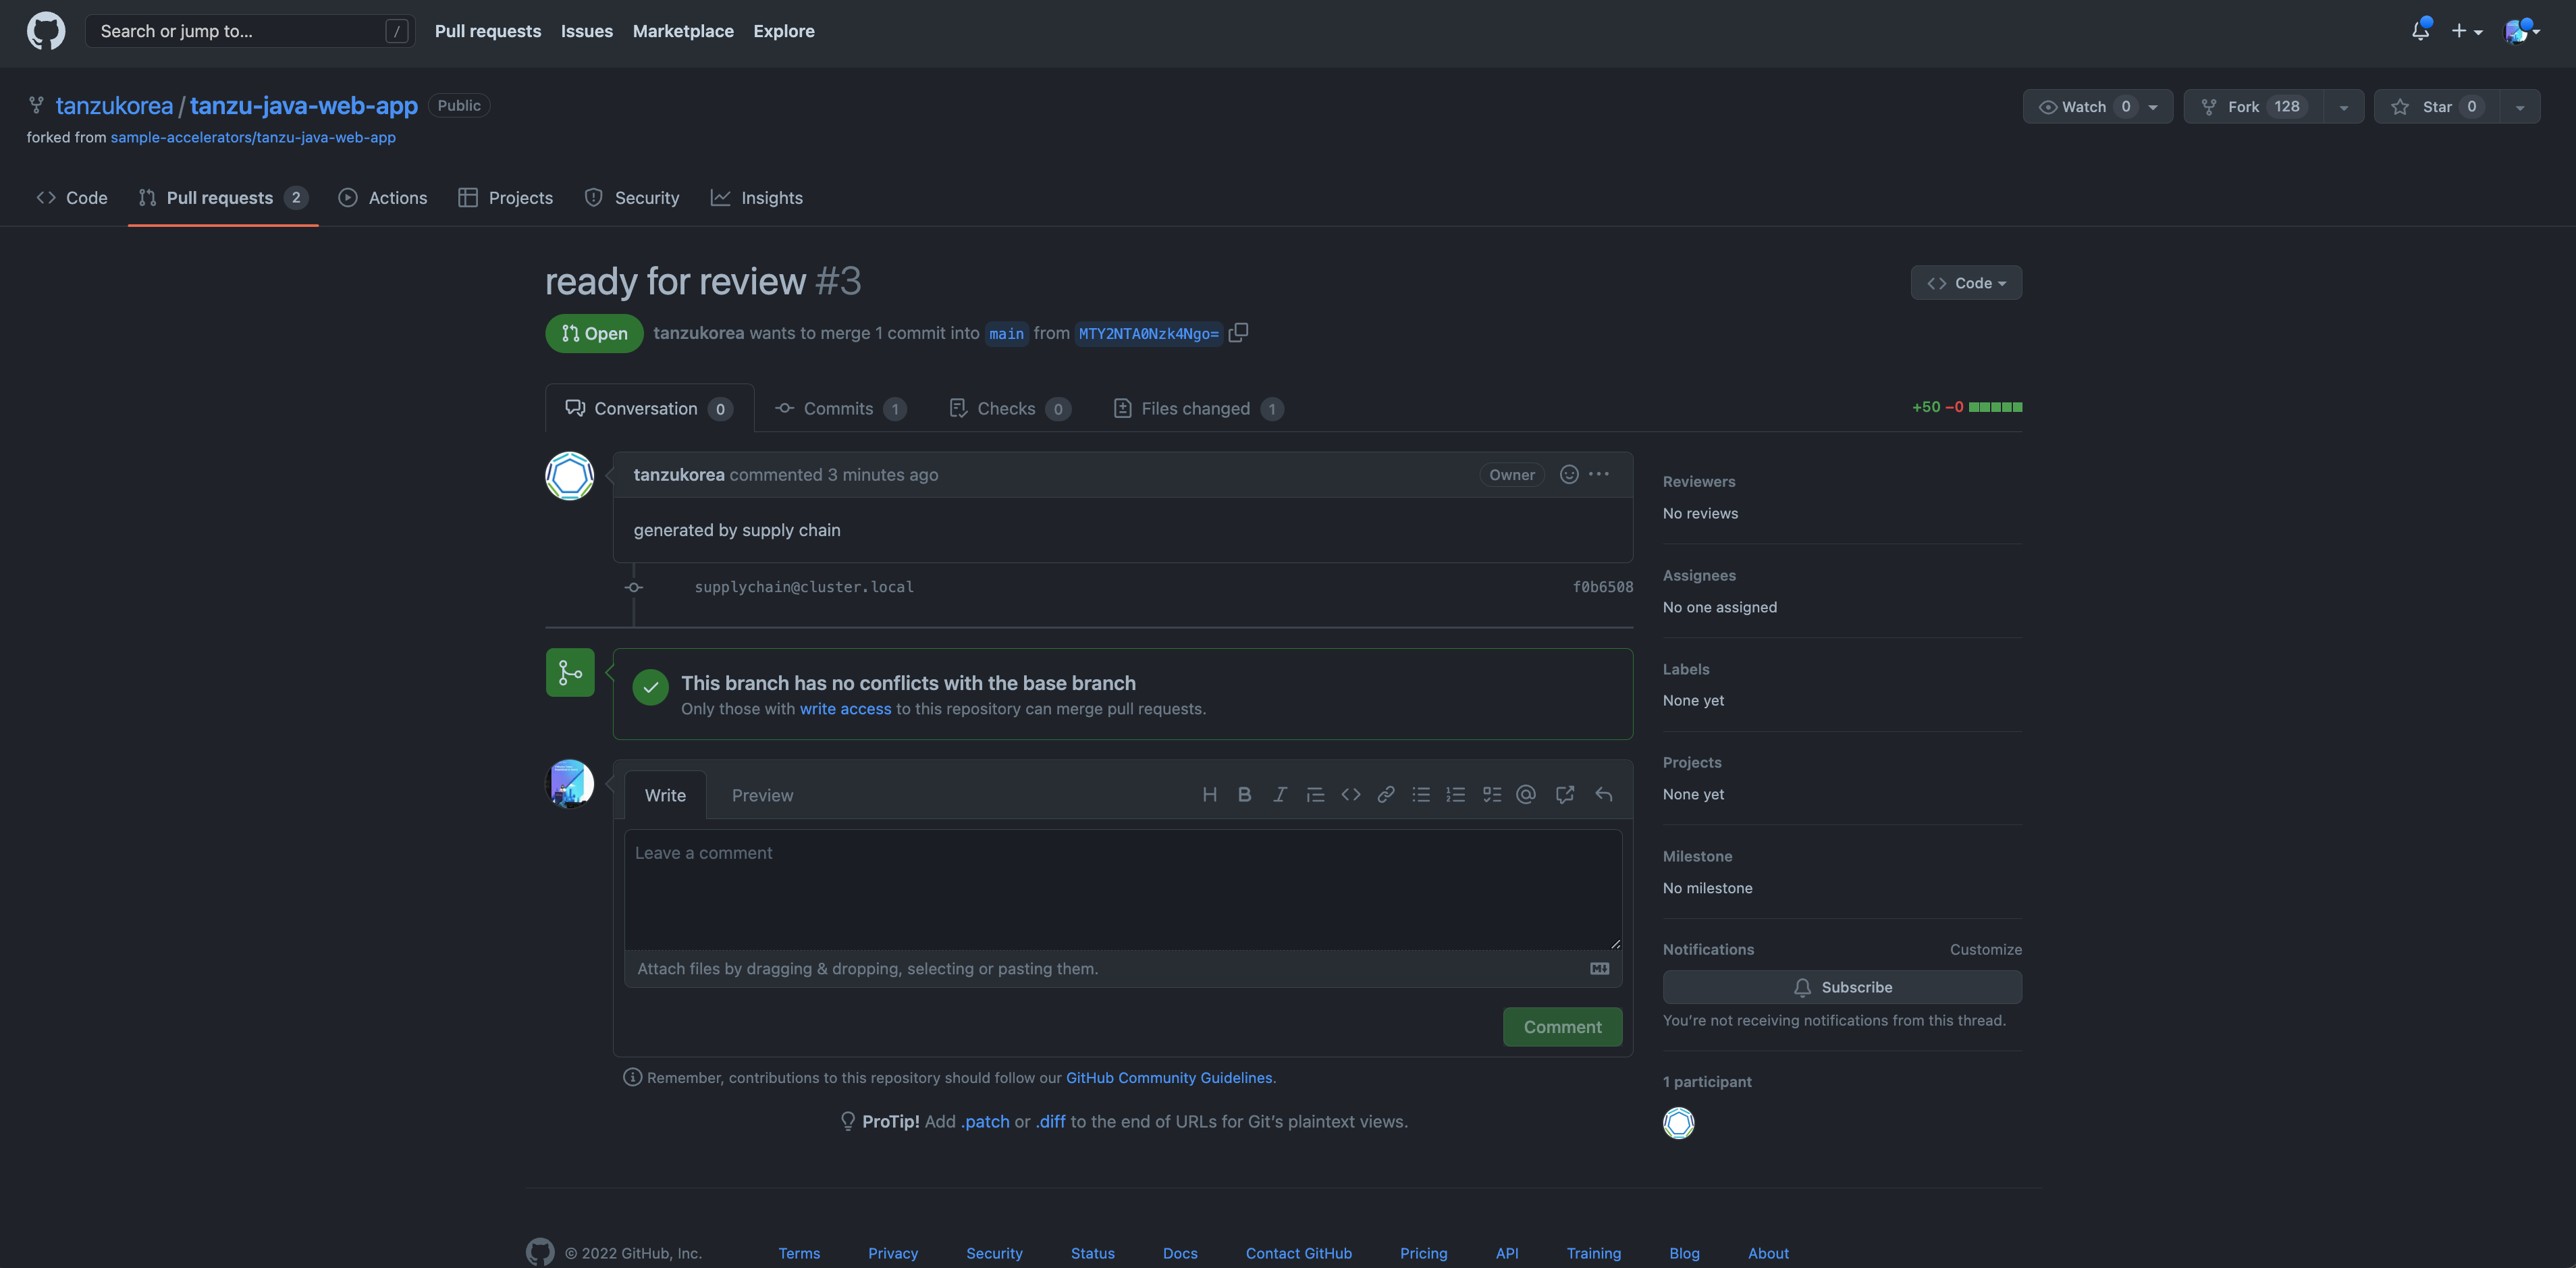 Search or jump to... /
Pull requests Issues Marketplace Explore
tanzukorea / tanzu-java-web-app Public
forked from sample-accelerators/tanzu-java-web-app
Watch 0 Fork 128 Star 0
Code Pull requests 2 Actions Projects Security Insights
ready for review #3
Code
Open tanzukorea wants to merge 1 commit into main from MTY2NTA0Nzk4Ngo=
Conversation 0 Commits 1 Checks 0 Files changed 1
+50 −0
tanzukorea commented 3 minutes ago Owner
generated by supply chain
supplychain@cluster.local f0b6508
This branch has no conflicts with the base branch
Only those with write access to this repository can merge pull requests.
Write Preview
Leave a comment
Attach files by dragging & dropping, selecting or pasting them.
Comment
Remember, contributions to this repository should follow our GitHub Community Guidelines.
ProTip! Add .patch or .diff to the end of URLs for Git's plaintext views.
Reviewers
No reviews
Assignees
No one assigned
Labels
None yet
Projects
None yet
Milestone
No milestone
Notifications Customize
Subscribe
You're not receiving notifications from this thread.
1 participant
© 2022 GitHub, Inc. Terms Privacy Security Status Docs Contact GitHub Pricing API Training Blog About